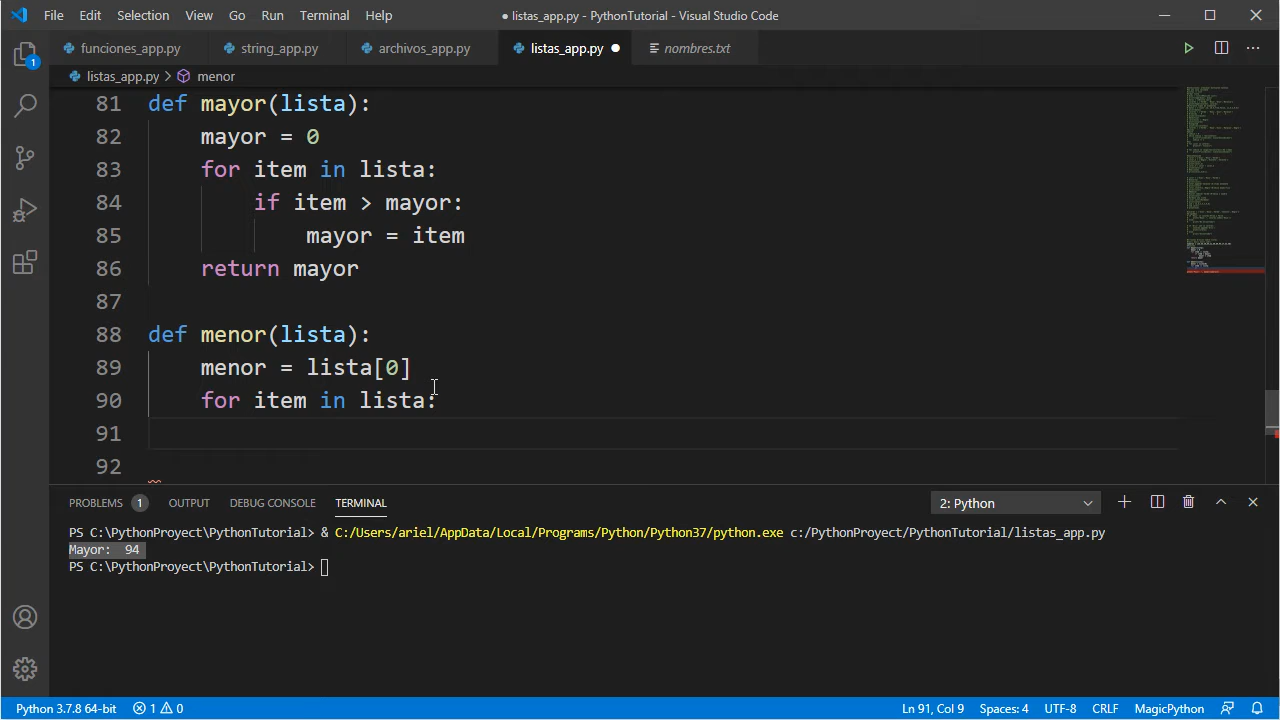 File Edit Selection View Go Run Terminal Help ● listas_app.py - PythonTutorial - Visual Studio Code
funciones_app.py string_app.py archivos_app.py listas_app.py ● nombres.txt
1
listas_app.py > menor
81 def mayor(lista):
82 mayor = 0
83 for item in lista:
84 if item > mayor:
85 mayor = item
86 return mayor
87
88 def menor(lista):
89 menor = lista[0]
90 for item in lista:
91
92
PROBLEMS 1 OUTPUT DEBUG CONSOLE TERMINAL 2: Python
PS C:\PythonProyect\PythonTutorial> & C:/Users/ariel/AppData/Local/Programs/Python/Python37/python.exe c:/PythonProyect/PythonTutorial/listas_app.py
Mayor: 94
PS C:\PythonProyect\PythonTutorial>
Python 3.7.8 64-bit 1 0 Ln 91, Col 9 Spaces: 4 UTF-8 CRLF MagicPython